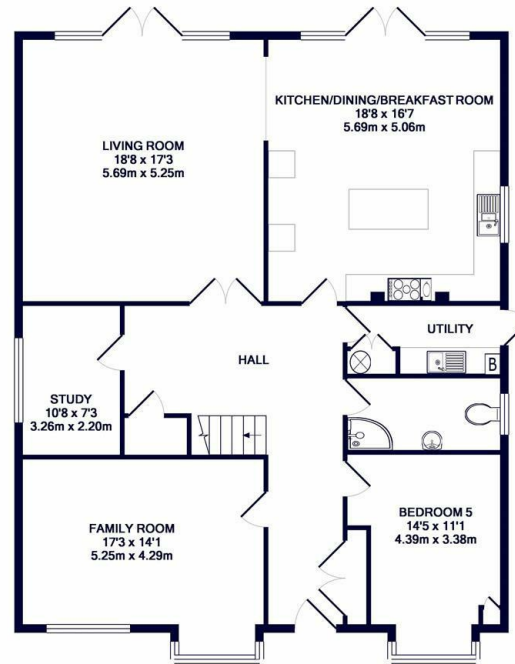 LIVING ROOM
18'8 x 17'3
5.69m x 5.25m
KITCHEN/DINING/BREAKFAST ROOM
18'8 x 16'7
5.69m x 5.06m
UTILITY
B
HALL
STUDY
10'8 x 7'3
3.26m x 2.20m
FAMILY ROOM
17'3 x 14'1
5.25m x 4.29m
BEDROOM 5
14'5 x 11'1
4.39m x 3.38m